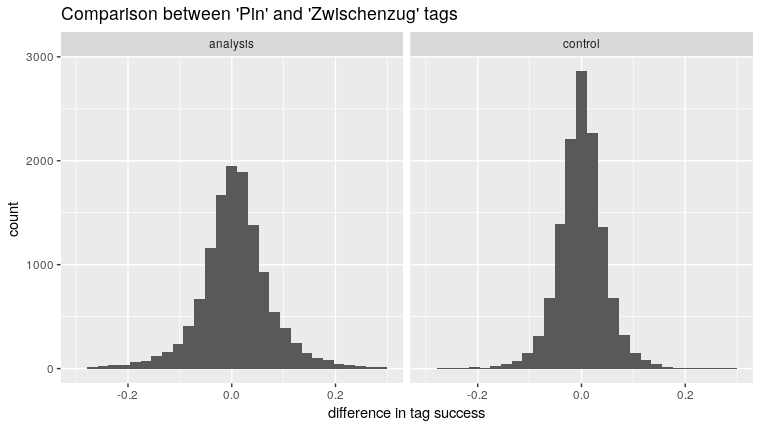 Comparison between 'Pin' and 'Zwischenzug' tags
analysis
control
3000
2000
1000
0
count
-0.2
0.0
0.2
-0.2
0.0
0.2
difference in tag success